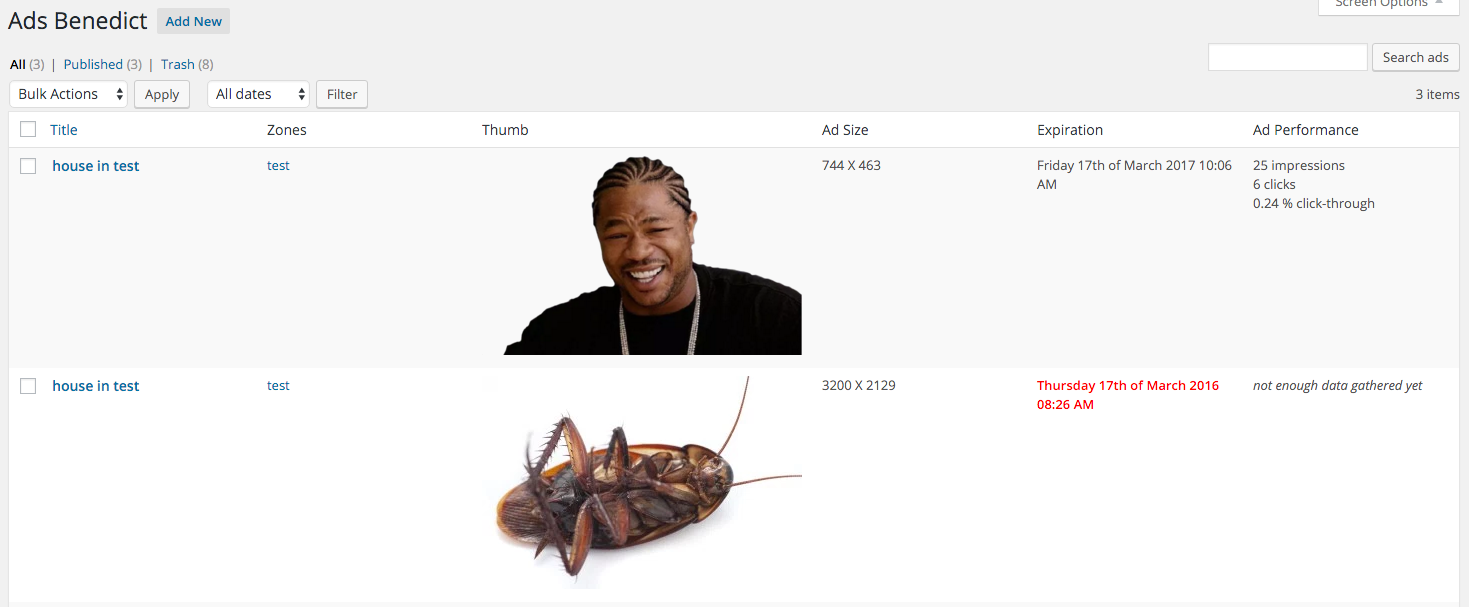 Screen Options
Ads Benedict Add New
All (3) | Published (3) | Trash (8)
Search ads
Bulk Actions Apply All dates Filter
3 items
Title Zones Thumb Ad Size Expiration Ad Performance
house in test test 744 X 463 Friday 17th of March 2017 10:06 25 impressions
AM 6 clicks
0.24 % click-through
house in test test 3200 X 2129 Thursday 17th of March 2016 not enough data gathered yet
08:26 AM